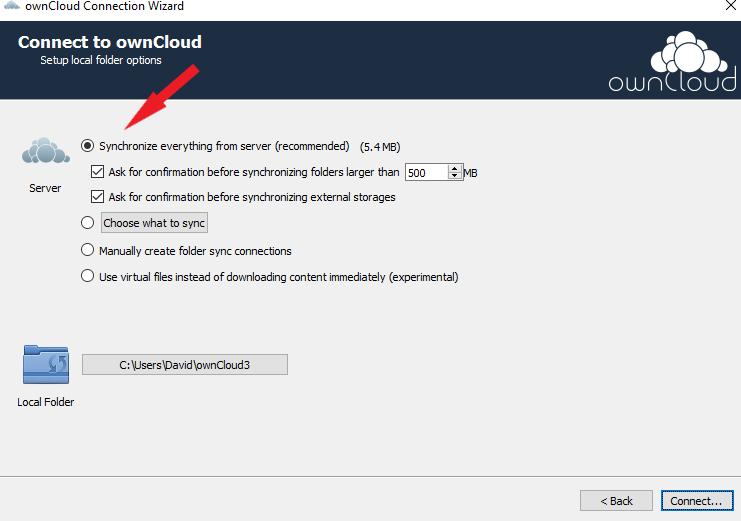 ownCloud Connection Wizard
Connect to ownCloud
Setup local folder options
ownCloud
Synchronize everything from server (recommended) (5.4 MB)
Ask for confirmation before synchronizing folders larger than 500 MB
Server
Ask for confirmation before synchronizing external storages
Choose what to sync
Manually create folder sync connections
Use virtual files instead of downloading content immediately (experimental)
C:\Users\David\ownCloud3
Local Folder
< Back Connect...